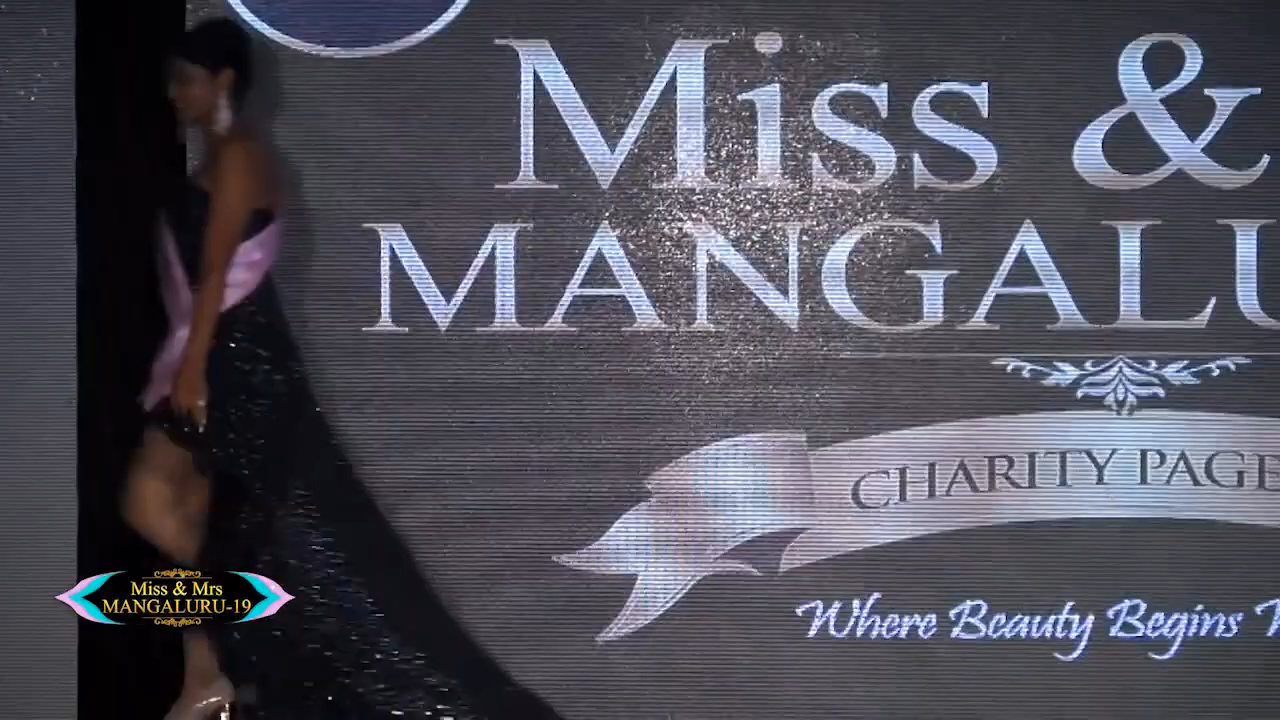 Miss &
MANGALU
CHARITY PAGE
Where Beauty Begins
Miss & Mrs
MANGALURU-19